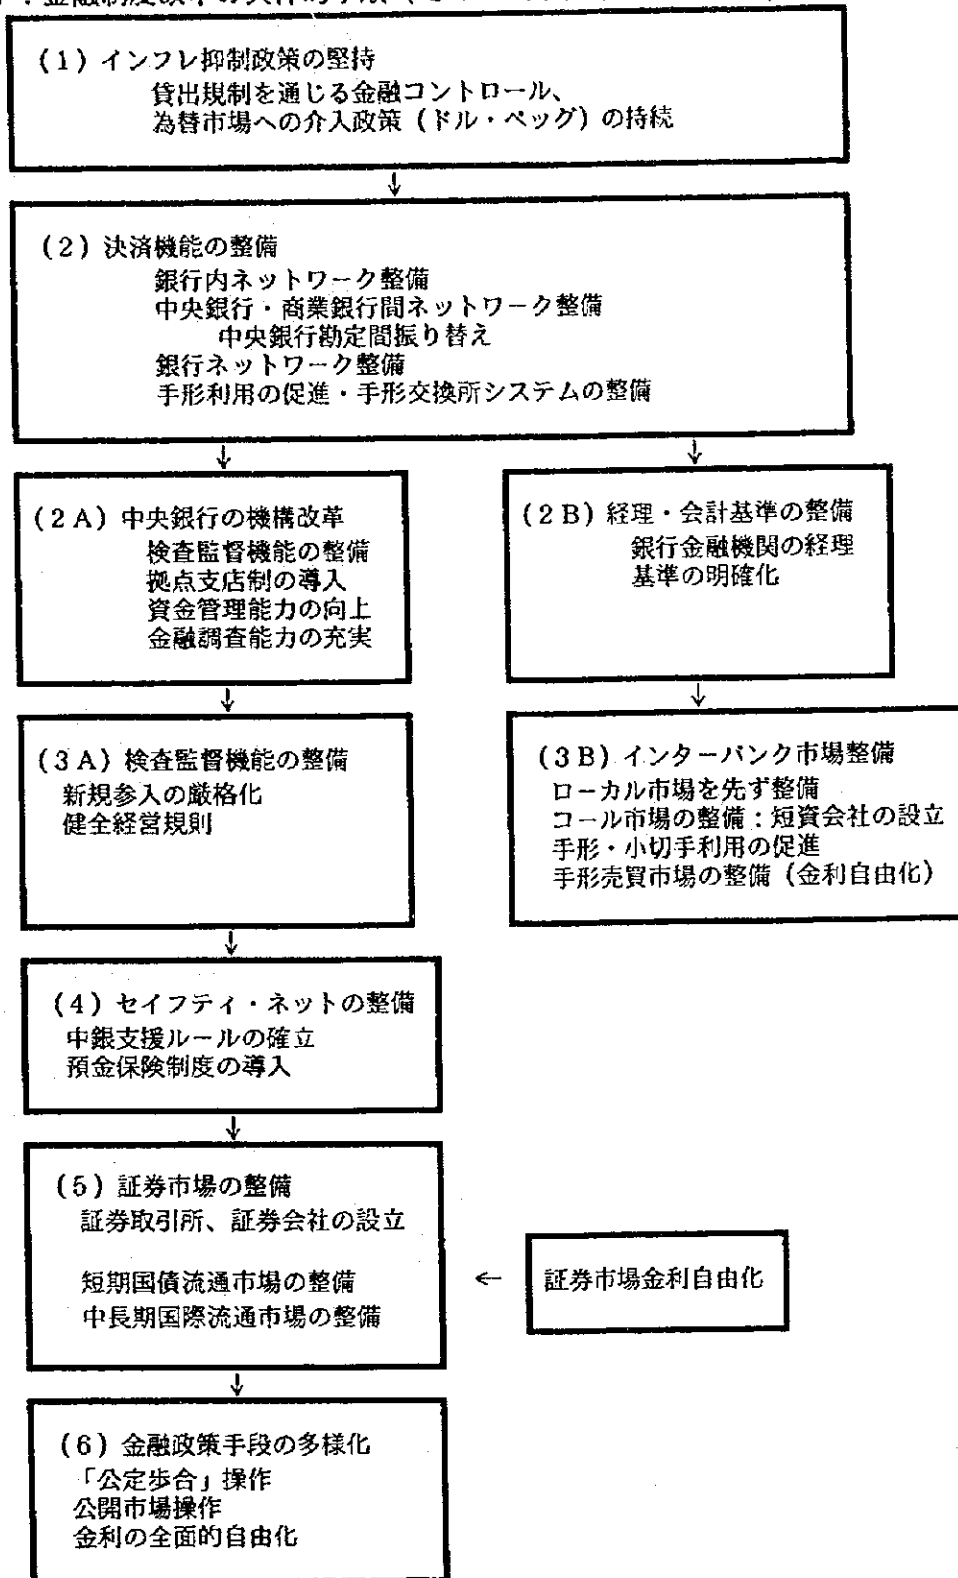 (1) インフレ抑制政策の堅持
貸出規制を通じる金融コントロール、
為替市場への介入政策(ドル・ペッグ)の持続
↓
(2) 決済機能の整備
銀行内ネットワーク整備
中央銀行・商業銀行間ネットワーク整備
中央銀行勘定間振り替え
銀行ネットワーク整備
手形利用の促進・手形交換所システムの整備
↓ ↓
(2A) 中央銀行の機構改革
検査監督機能の整備
拠点支店制の導入
資金管理能力の向上
金融調査能力の充実
(2B) 経理・会計基準の整備
銀行金融機関の経理
基準の明確化
↓ ↓
(3A) 検査監督機能の整備
新規参入の厳格化
健全経営規則
(3B) インターバンク市場整備
ローカル市場を先ず整備
コール市場の整備:短資会社の設立
手形・小切手利用の促進
手形売買市場の整備(金利自由化)
↓
(4) セイフティ・ネットの整備
中銀支援ルールの確立
預金保険制度の導入
↓
(5) 証券市場の整備
証券取引所、証券会社の設立
短期国債流通市場の整備
中長期国際流通市場の整備
← 証券市場金利自由化
↓
(6) 金融政策手段の多様化
「公定歩合」操作
公開市場操作
金利の全面的自由化